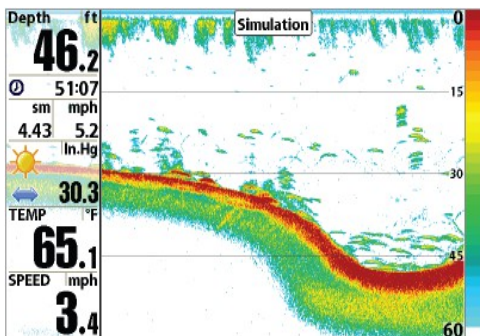 Depth ft
46.2
51:07
sm mph
4.43 5.2
In.Hg
30.3
TEMP °F
65.1
SPEED mph
3.4
Simulation
0
15
30
45
60